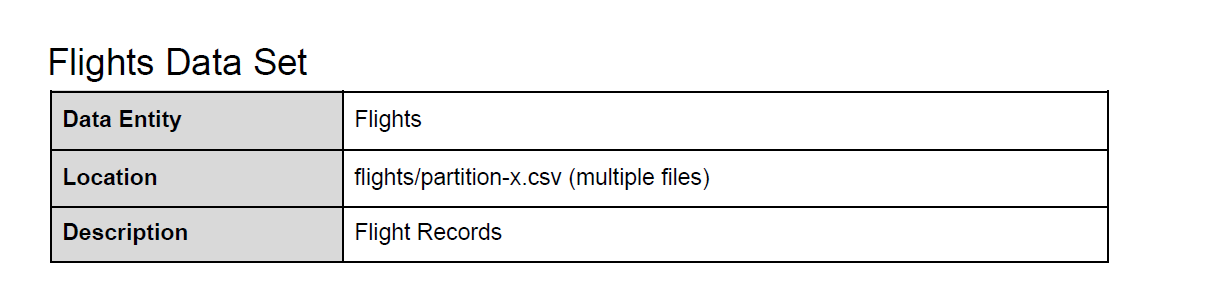 Flights Data Set
Data Entity Flights
Location flights/partition-x.csv (multiple files)
Description Flight Records